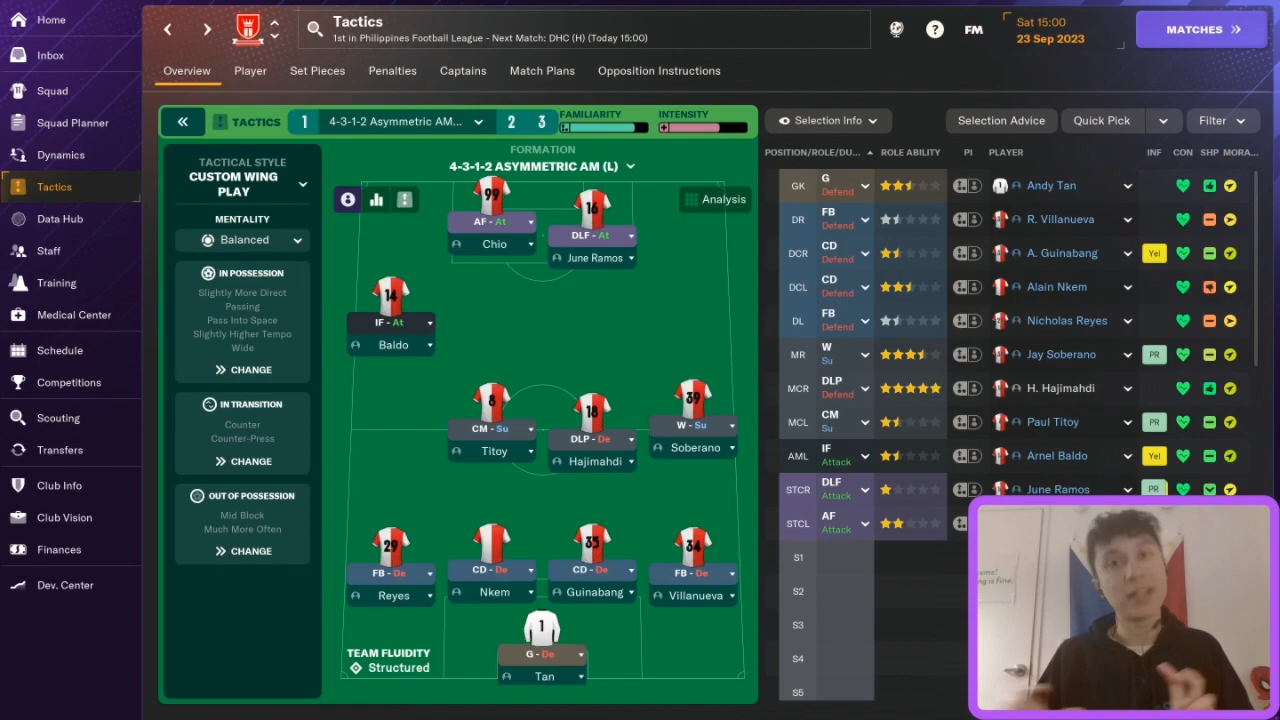 Home
Inbox
Squad
Squad Planner
Dynamics
Tactics
Data Hub
Staff
Training
Medical Center
Schedule
Competitions
Scouting
Transfers
Club Info
Club Vision
Finances
Dev. Center
Tactics
1st in Philippines Football League - Next Match: DHC (H) (Today 15:00)
FM
Sat 15:00
23 Sep 2023
MATCHES
Overview Player Set Pieces Penalties Captains Match Plans Opposition Instructions
TACTICS 1 4-3-1-2 Asymmetric AM... 2 3 FAMILIARITY INTENSITY
TACTICAL STYLE
CUSTOM WING PLAY
MENTALITY
Balanced
IN POSSESSION
Slightly More Direct
Passing
Pass Into Space
Slightly Higher Tempo
Wide
CHANGE
IN TRANSITION
Counter
Counter-Press
CHANGE
OUT OF POSSESSION
Mid Block
Much More Often
CHANGE
FORMATION
4-3-1-2 ASYMMETRIC AM (L)
Analysis
99 16
AF - At DLF - At
Chio June Ramos
14
IF - At
Baldo
8 18 39
CM - Su DLP - De W - Su
Titoy Hajimahdi Soberano
29 35 34
FB - De CD - De CD - De FB - De
Reyes Nkem Guinabang Villanueva
1
G - De
Tan
TEAM FLUIDITY
Structured
Selection Info Selection Advice Quick Pick Filter
POSITION/ROLE/DU... ROLE ABILITY PI PLAYER INF CON SHP MORA...
GK G Defend Andy Tan
DR FB Defend R. Villanueva
DCR CD Defend A. Guinabang Yel
DCL CD Defend Alain Nkem
DL FB Defend Nicholas Reyes
MR W Su Jay Soberano PR
MCR DLP Defend H. Hajimahdi
MCL CM Su Paul Titoy PR
AML IF Attack Arnel Baldo Yel
STCR DLF Attack June Ramos PR
STCL AF Attack
S1
S2
S3
S4
S5